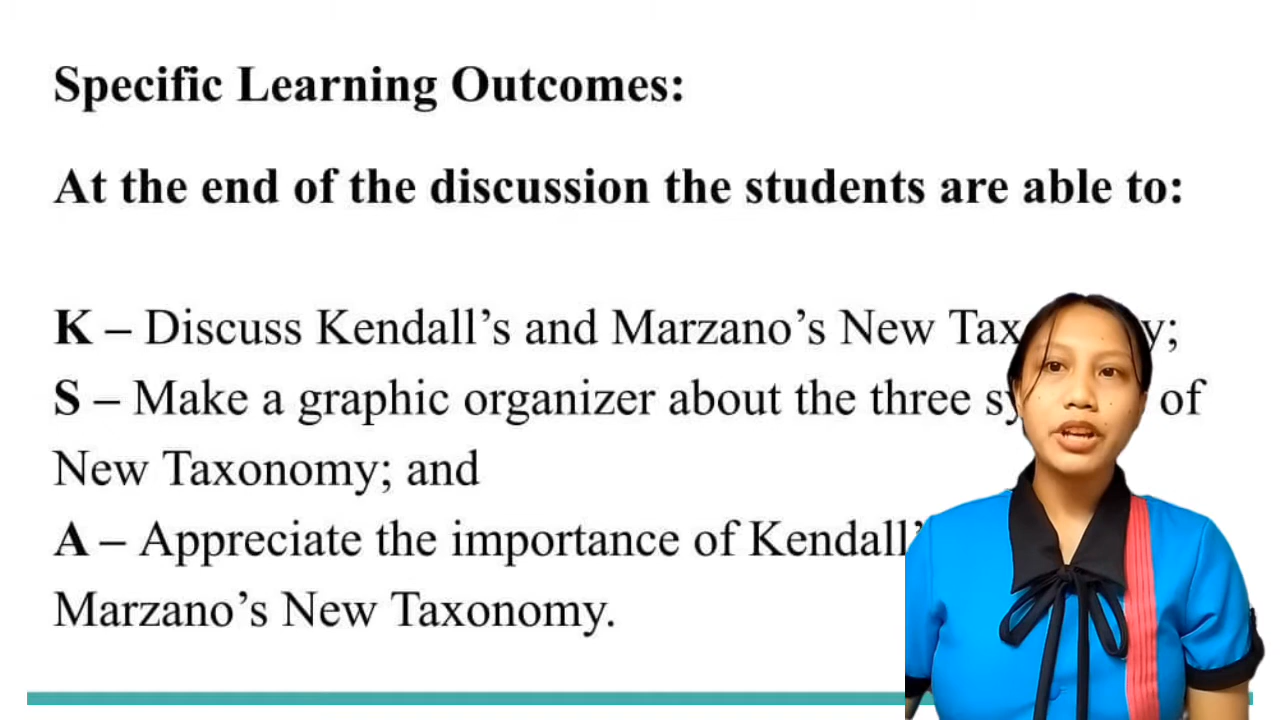 Specific Learning Outcomes:
At the end of the discussion the students are able to:
K – Discuss Kendall's and Marzano's New
S – Make a graphic organizer about the three of
New Taxonomy; and
A – Appreciate the importance of Kendall's
Marzano's New Taxonomy.